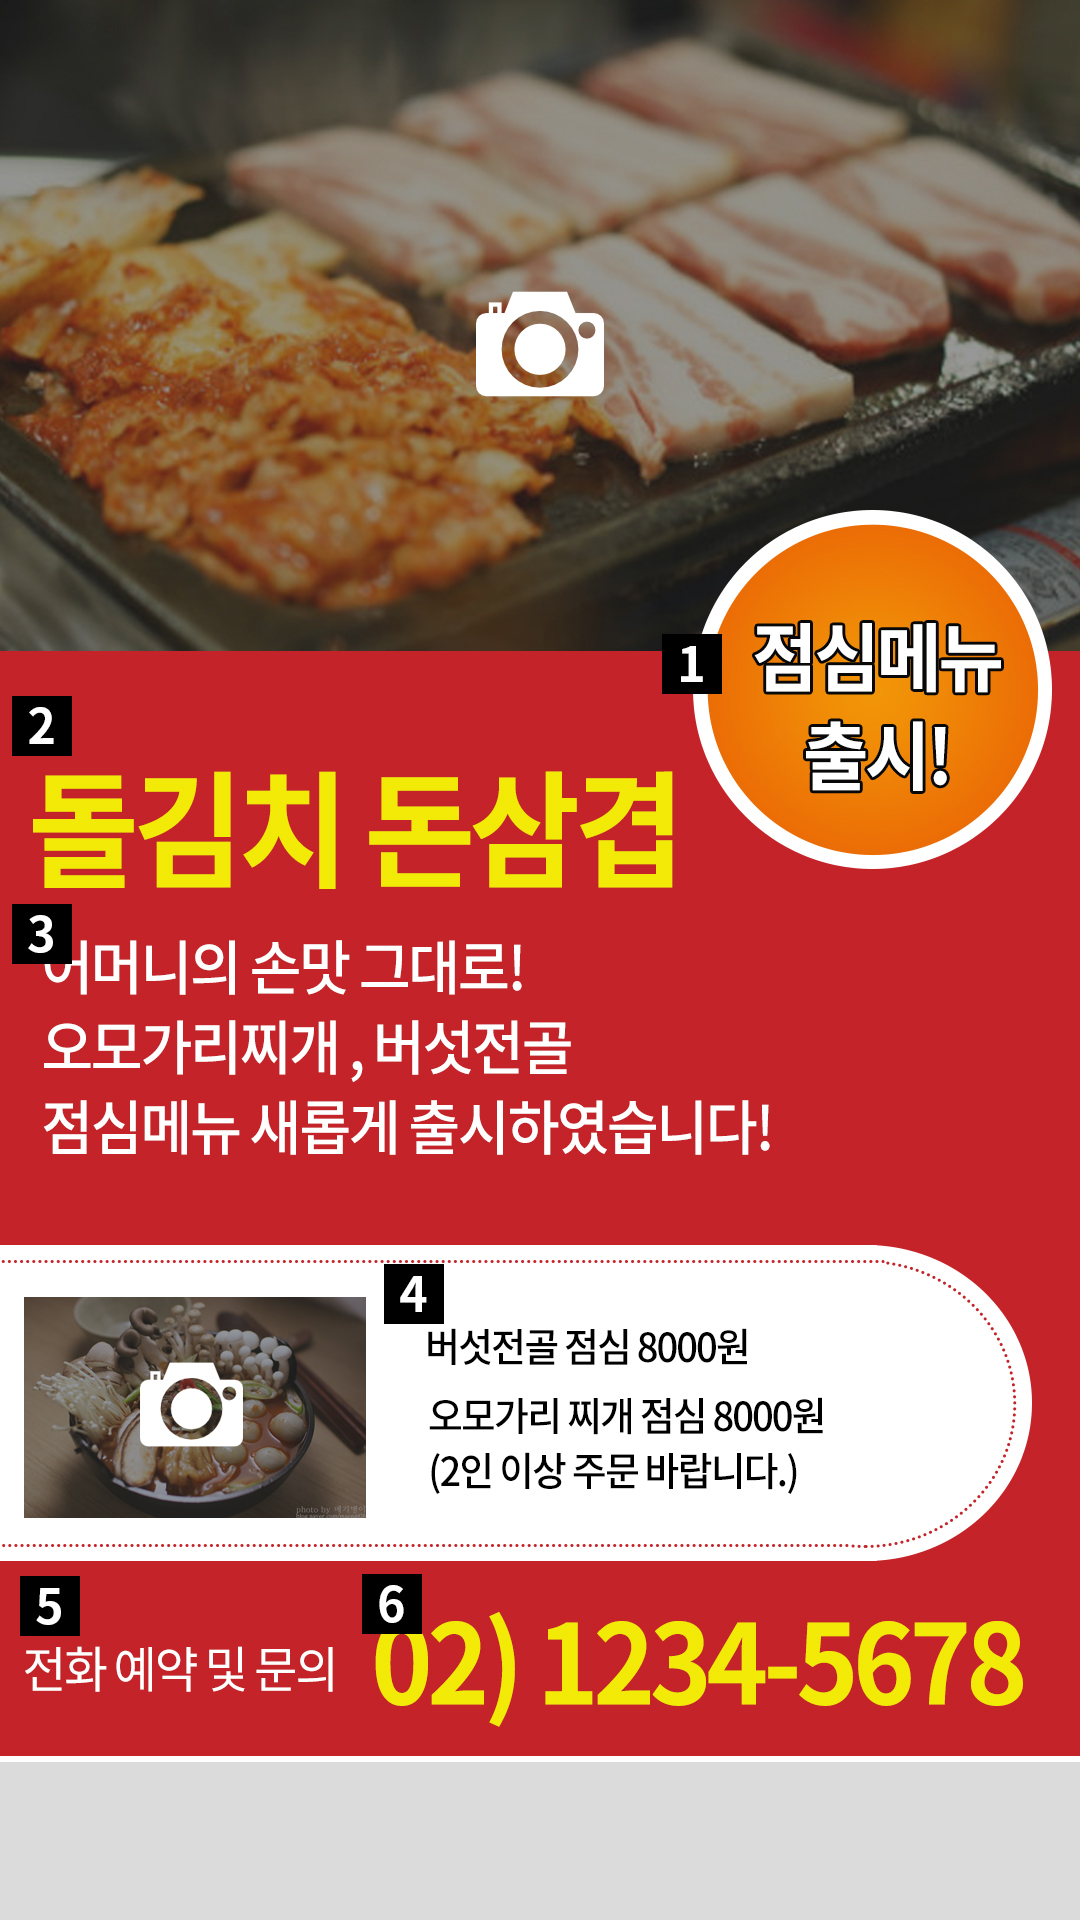 1
점심메뉴
출시!
2
돌김치 돈삼겹
3
어머니의 손맛 그대로!
오모가리찌개 , 버섯전골
점심메뉴 새롭게 출시하였습니다!
4
버섯전골 점심 8000원
오모가리 찌개 점심 8000원
(2인 이상 주문 바랍니다.)
photo by
5
전화 예약 및 문의
6
02) 1234-5678